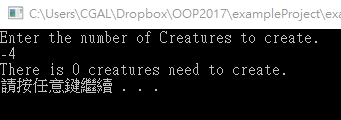 C:\Users\CGAL\Dropbox\OOP2017\exampleProject\exa
Enter the number of Creatures to create.
-4
There is 0 creatures need to create.
請按任意鍵繼續 . . .